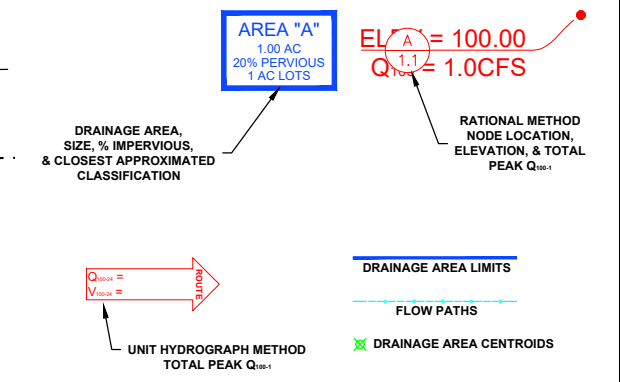 AREA "A"
1.00 AC
20% PERVIOUS
1 AC LOTS
= 100.00
A
1.1
= 1.0CFS
DRAINAGE AREA,
SIZE, % IMPERVIOUS,
& CLOSEST APPROXIMATED
CLASSIFICATION
RATIONAL METHOD
NODE LOCATION,
ELEVATION, & TOTAL
PEAK Q100-1
Q100-24 =
V100-24 =
ROUTE
UNIT HYDROGRAPH METHOD
TOTAL PEAK Q100-1
DRAINAGE AREA LIMITS
FLOW PATHS
DRAINAGE AREA CENTROIDS